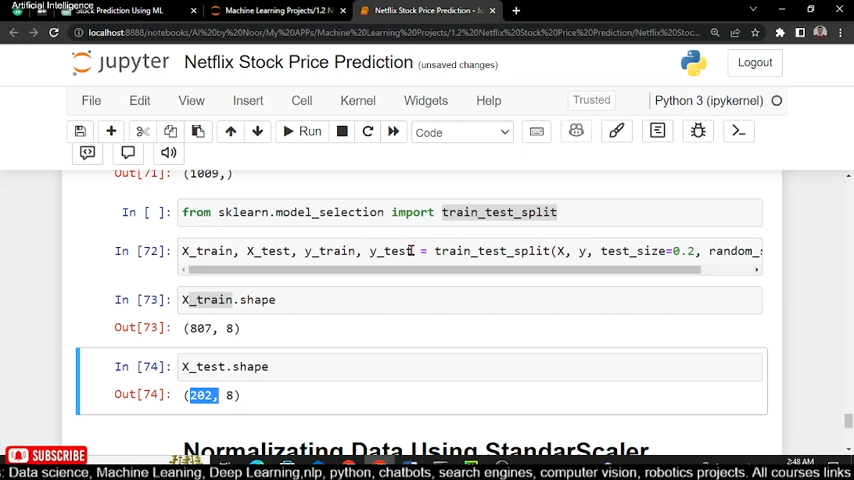 Artificial Intelligence
Stock Prediction Using ML
Machine Learning Projects/1.2 N
Netflix Stock Price Prediction - Ju
localhost:8888/notebooks/AI%20by%20Noor/My%20APPs/Machine%20Learning%20Projects/1.2%20Netflix%20Stock%20Price%20Prediction/Netflix%20Stoc...
jupyter Netflix Stock Price Prediction (unsaved changes)
Logout
File Edit View Insert Cell Kernel Widgets Help
Trusted
Python 3 (ipykernel)
Run
Code
Out[71]: (1009,)
In [ ]: from sklearn.model_selection import train_test_split
In [72]: X_train, X_test, y_train, y_test = train_test_split(X, y, test_size=0.2, random_s
In [73]: X_train.shape
Out[73]: (807, 8)
In [74]: X_test.shape
Out[74]: (202, 8)
Normalizating Data Using StandarScaler
SUBSCRIBE
2:48 AM
s: Data science, Machine Leaning, Deep Learning,nlp, python, chatbots, search engines, computer vision, robotics projects. All courses links